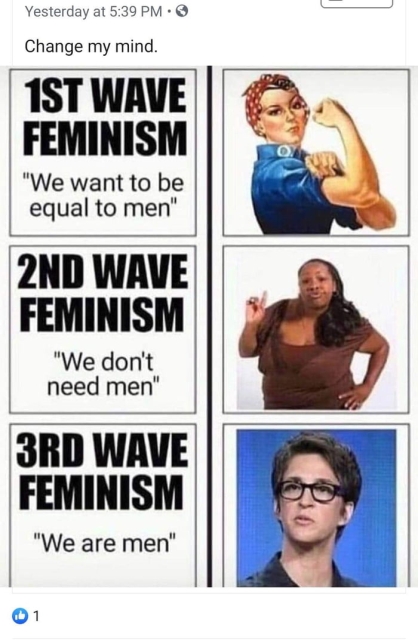 Yesterday at 5:39 PM ·
Change my mind.
1ST WAVE
FEMINISM
"We want to be
equal to men"
2ND WAVE
FEMINISM
"We don't
need men"
3RD WAVE
FEMINISM
"We are men"
1